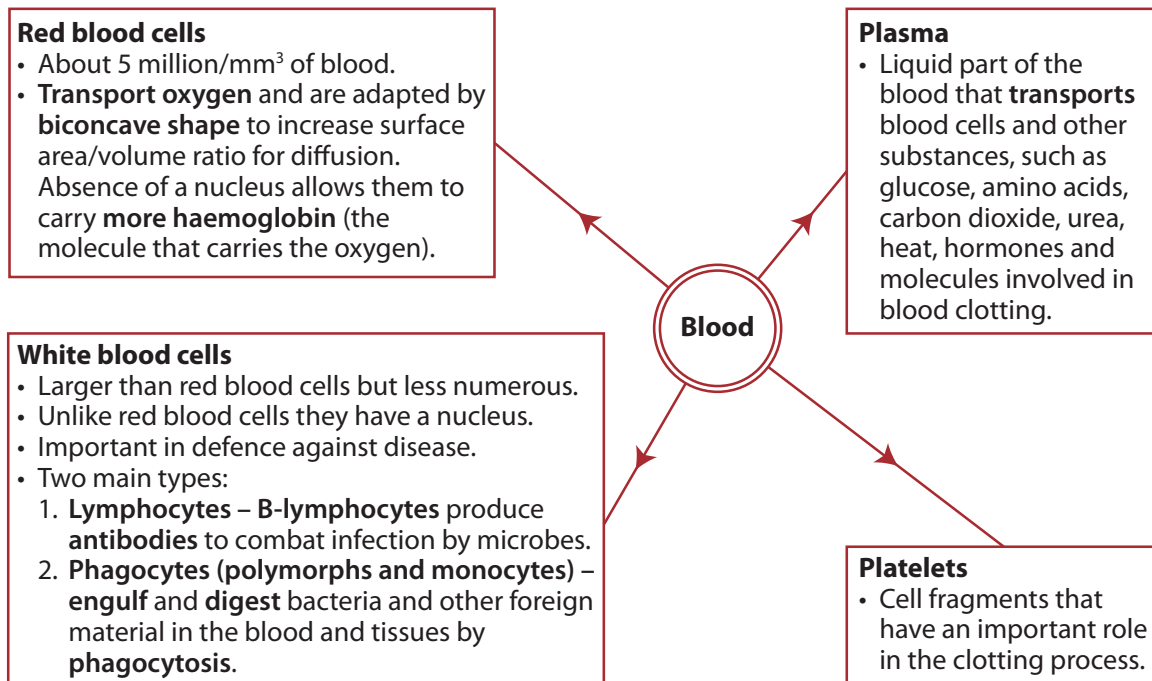 Red blood cells
• About 5 million/mm³ of blood.
• Transport oxygen and are adapted by
biconcave shape to increase surface
area/volume ratio for diffusion.
Absence of a nucleus allows them to
carry more haemoglobin (the
molecule that carries the oxygen).
Plasma
• Liquid part of the
blood that transports
blood cells and other
substances, such as
glucose, amino acids,
carbon dioxide, urea,
heat, hormones and
molecules involved in
blood clotting.
Blood
White blood cells
• Larger than red blood cells but less numerous.
• Unlike red blood cells they have a nucleus.
• Important in defence against disease.
• Two main types:
1. Lymphocytes – B-lymphocytes produce
antibodies to combat infection by microbes.
2. Phagocytes (polymorphs and monocytes) –
engulf and digest bacteria and other foreign
material in the blood and tissues by
phagocytosis.
Platelets
• Cell fragments that
have an important role
in the clotting process.